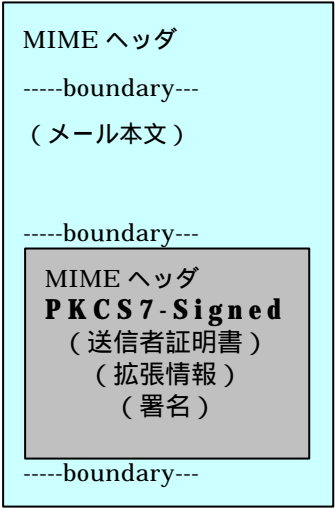 MIME ヘッダ
-----boundary---
（メール本文）
-----boundary---
MIME ヘッダ
PKCS7-Signed
（送信者証明書）
（拡張情報）
（署名）
-----boundary---